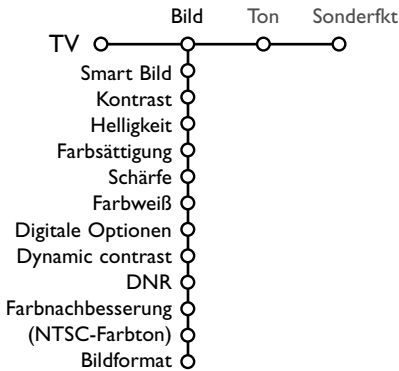 Bild Ton Sonderfkt
TV
Smart Bild
Kontrast
Helligkeit
Farbsättigung
Schärfe
Farbweiß
Digitale Optionen
Dynamic contrast
DNR
Farbnachbesserung
(NTSC-Farbton)
Bildformat